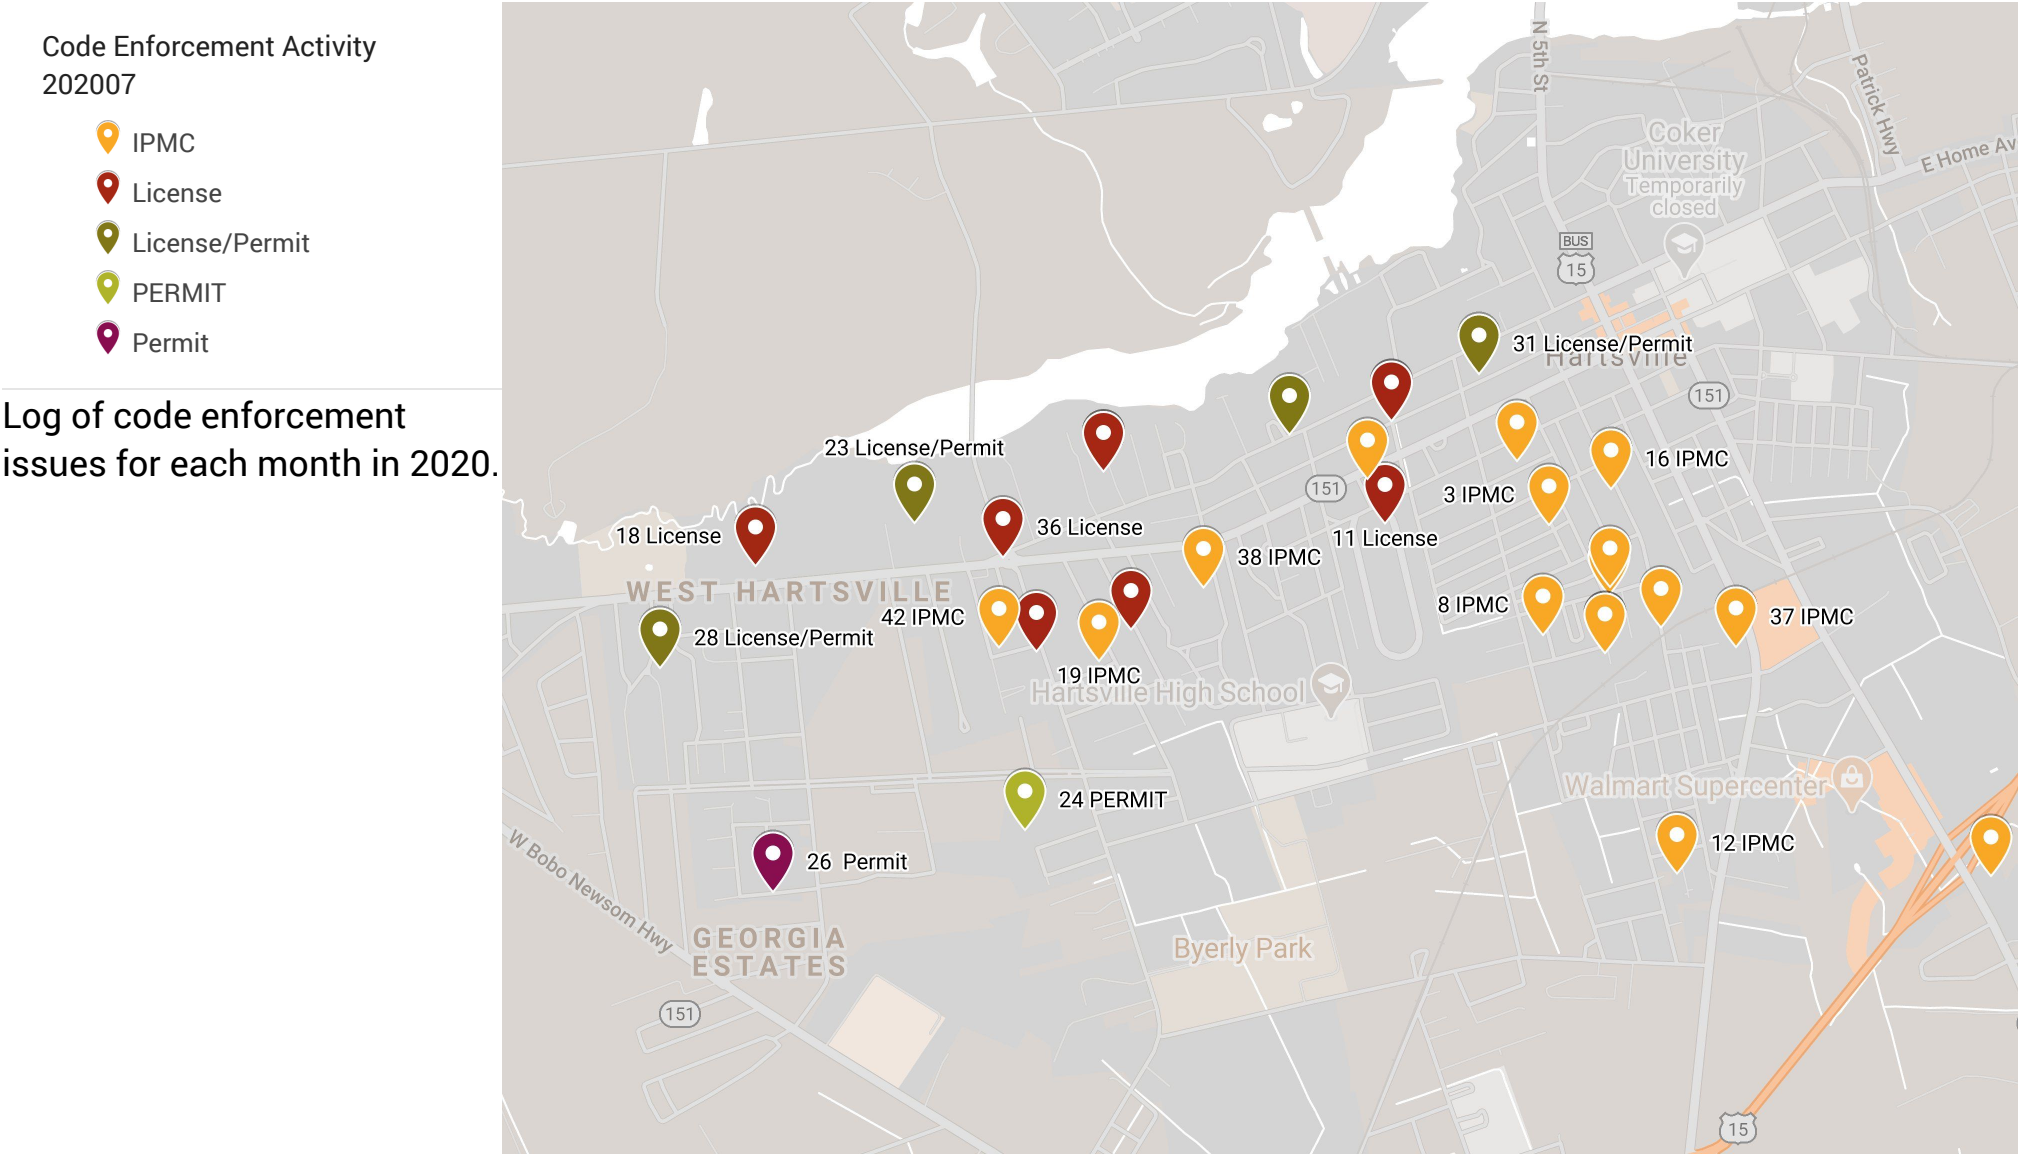 Code Enforcement Activity
202007
IPMC
License
License/Permit
PERMIT
Permit
Log of code enforcement
issues for each month in 2020.
N 5th St
Patrick Hwy
E Home Av
Coker
University
Temporarily
closed
BUS
15
31 License/Permit
Hartsville
151
23 License/Permit
16 IPMC
151
3 IPMC
18 License
36 License
11 License
38 IPMC
WEST HARTSVILLE
42 IPMC
8 IPMC
37 IPMC
28 License/Permit
19 IPMC
Hartsville High School
24 PERMIT
Walmart Supercenter
12 IPMC
26 Permit
W Bobo Newsom Hwy
GEORGIA
ESTATES
Byerly Park
151
15